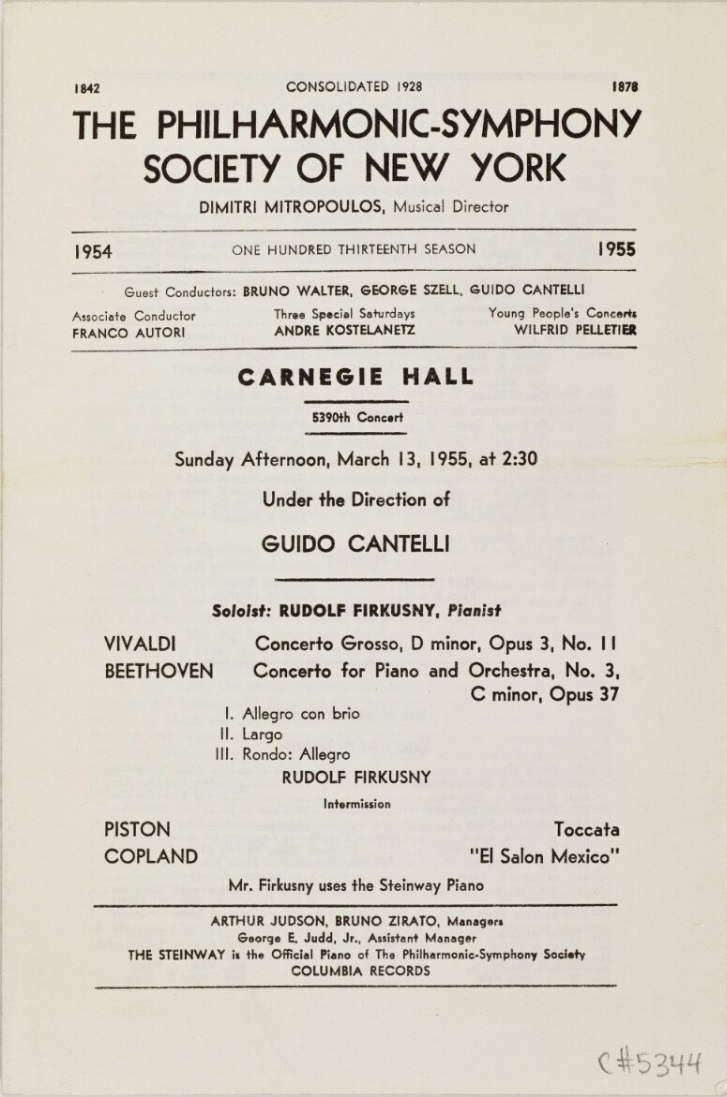 1842 CONSOLIDATED 1928 1878
THE PHILHARMONIC-SYMPHONY
SOCIETY OF NEW YORK
DIMITRI MITROPOULOS, Musical Director
1954 ONE HUNDRED THIRTEENTH SEASON 1955
Guest Conductors: BRUNO WALTER, GEORGE SZELL, GUIDO CANTELLI
Associate Conductor Three Special Saturdays Young People's Concerts
FRANCO AUTORI ANDRE KOSTELANETZ WILFRID PELLETIER
CARNEGIE HALL
5390th Concert
Sunday Afternoon, March 13, 1955, at 2:30
Under the Direction of
GUIDO CANTELLI
Soloist: RUDOLF FIRKUSNY, Pianist
VIVALDI Concerto Grosso, D minor, Opus 3, No. 11
BEETHOVEN Concerto for Piano and Orchestra, No. 3,
C minor, Opus 37
I. Allegro con brio
II. Largo
III. Rondo: Allegro
RUDOLF FIRKUSNY
Intermission
PISTON Toccata
COPLAND "El Salon Mexico"
Mr. Firkusny uses the Steinway Piano
ARTHUR JUDSON, BRUNO ZIRATO, Managers
George E. Judd, Jr., Assistant Manager
THE STEINWAY is the Official Piano of The Philharmonic-Symphony Society
COLUMBIA RECORDS
C#5344